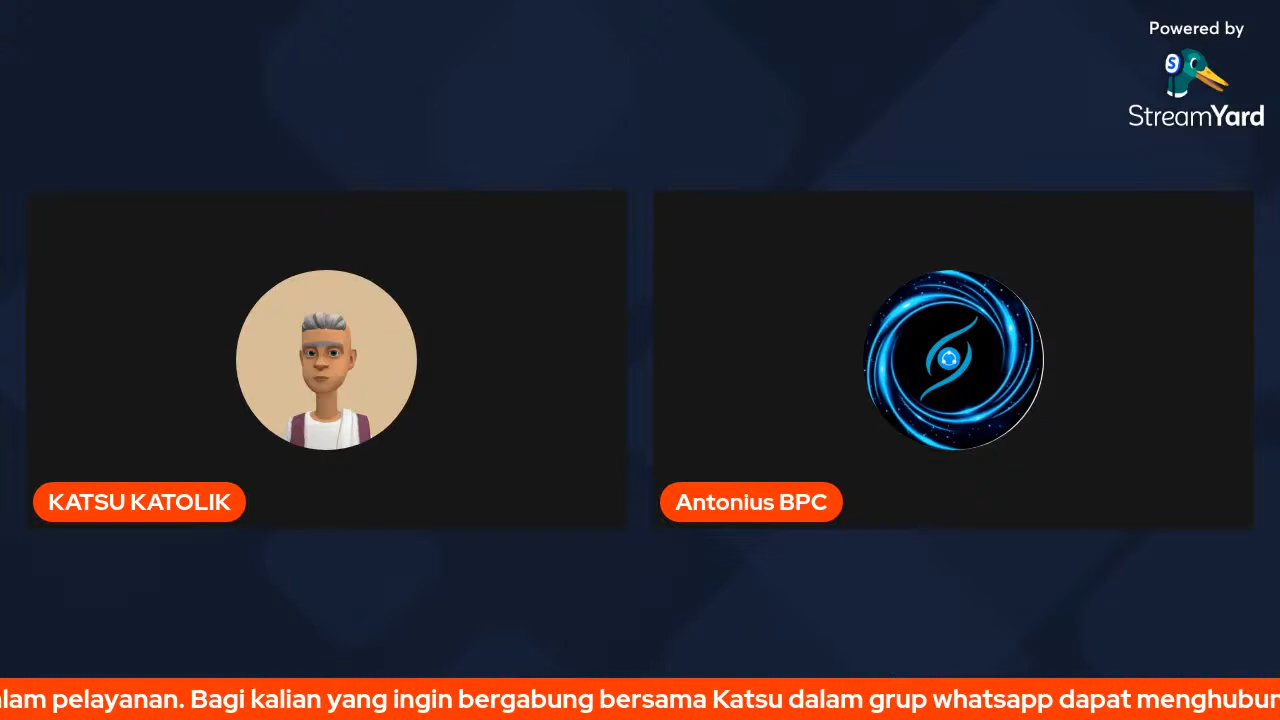 Powered by
S
StreamYard
KATSU KATOLIK
Antonius BPC
alam pelayanan. Bagi kalian yang ingin bergabung bersama Katsu dalam grup whatsapp dapat menghubun